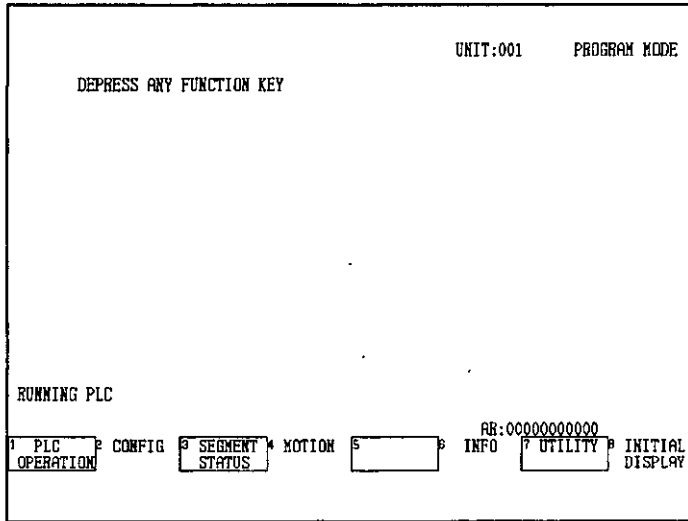 UNIT:001 PROGRAM MODE
DEPRESS ANY FUNCTION KEY
RUNNING PLC
AR:00000000000
1 PLC 2 CONFIG 3 SEGMENT 4 MOTION 5 6 INFO 7 UTILITY 8 INITIAL
OPERATION STATUS DISPLAY